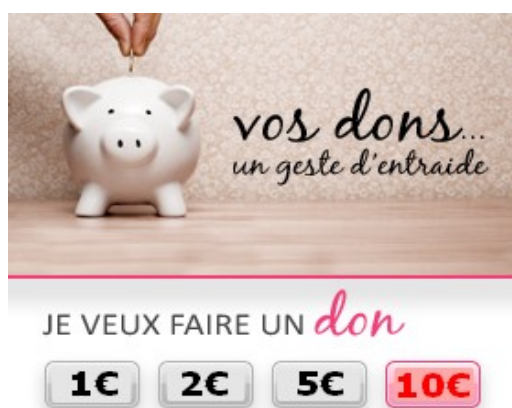 vos dons...
un geste d'entraide
JE VEUX FAIRE UN don
1€ 2€ 5€ 10€